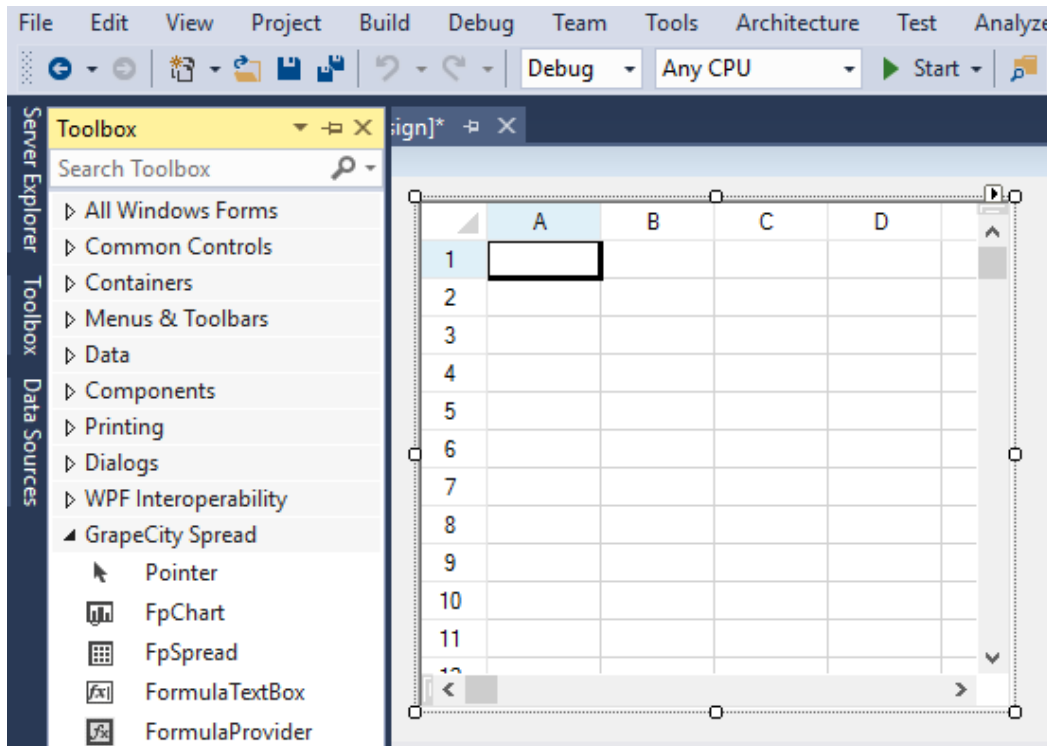 File Edit View Project Build Debug Team Tools Architecture Test Analyze
Debug Any CPU Start
Server Explorer
Toolbox
Data Sources
Toolbox
Search Toolbox
All Windows Forms
Common Controls
Containers
Menus & Toolbars
Data
Components
Printing
Dialogs
WPF Interoperability
GrapeCity Spread
Pointer
FpChart
FpSpread
FormulaTextBox
FormulaProvider
sign]*
A B C D
1
2
3
4
5
6
7
8
9
10
11